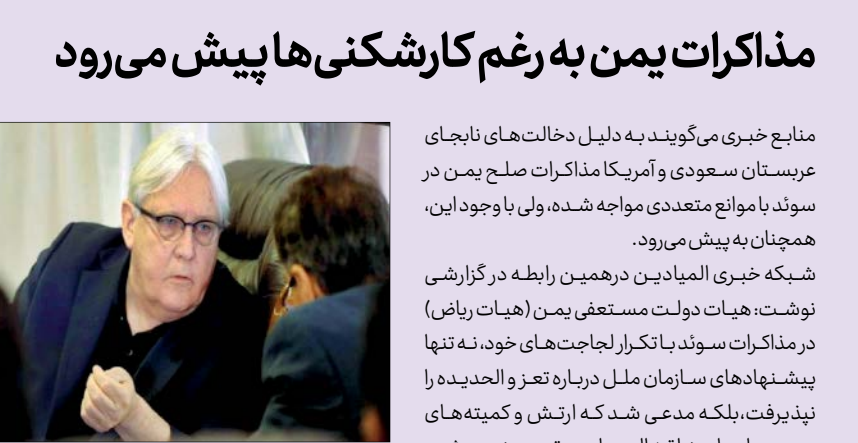 مذاکرات یمن به رغم کارشکنی‌ها پیش می‌رود
منابع خبری می‌گویند به دلیل دخالت‌های نابجای
عربستان سعودی و آمریکا مذاکرات صلح یمن در
سوئد با موانع متعددی مواجه شده، ولی با وجود این،
همچنان به پیش می‌رود.
شبکه خبری المیادین درهمین رابطه در گزارشی
نوشت: هیات دولت مستعفی یمن (هیات ریاض)
در مذاکرات سوئد با تکرار لجاجت‌های خود، نه تنها
پیشنهادهای سازمان ملل درباره تعز و الحدیده را
نپذیرفت، بلکه مدعی شد که ارتش و کمیته‌های